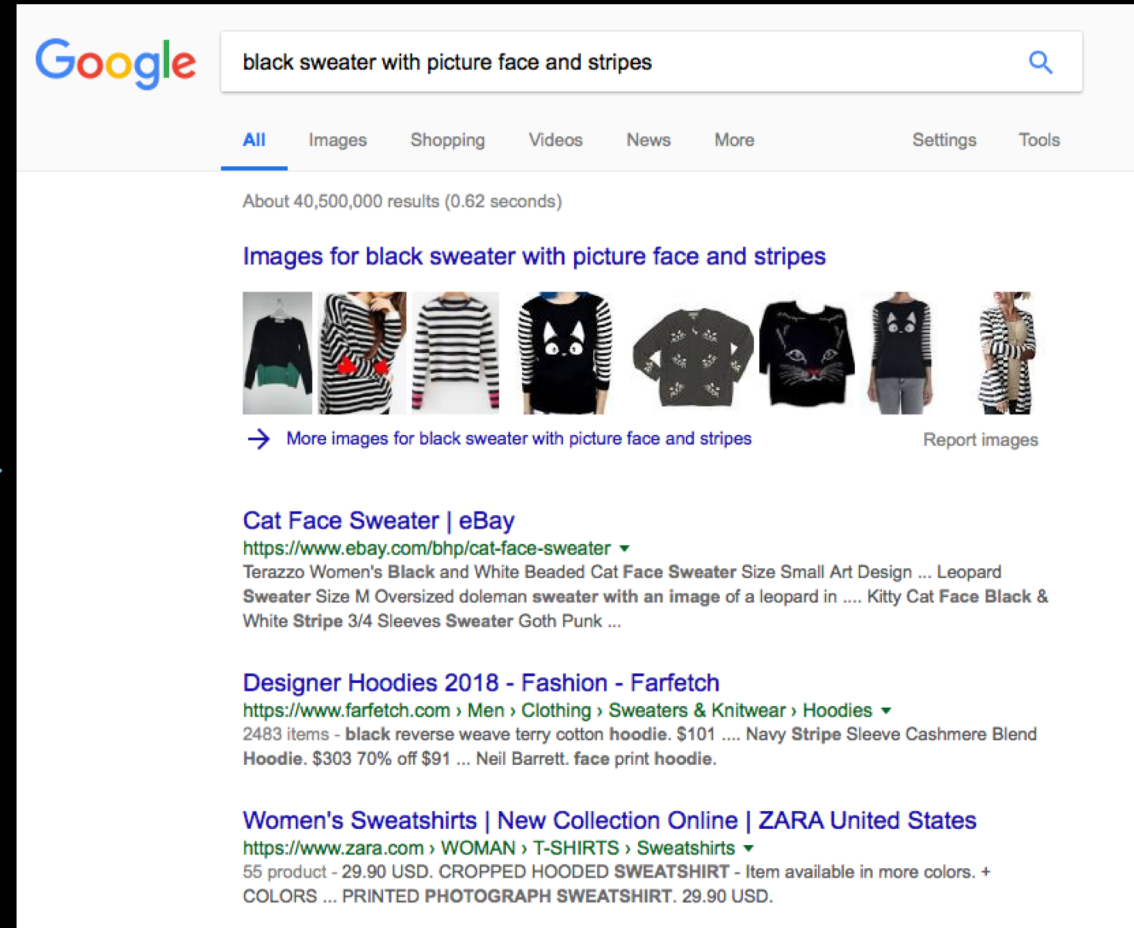 Google
black sweater with picture face and stripes
All Images Shopping Videos News More Settings Tools
About 40,500,000 results (0.62 seconds)
Images for black sweater with picture face and stripes
More images for black sweater with picture face and stripes Report images
Cat Face Sweater | eBay
https://www.ebay.com/bhp/cat-face-sweater
Terazzo Women's Black and White Beaded Cat Face Sweater Size Small Art Design ... Leopard
Sweater Size M Oversized doleman sweater with an image of a leopard in .... Kitty Cat Face Black &
White Stripe 3/4 Sleeves Sweater Goth Punk ...
Designer Hoodies 2018 - Fashion - Farfetch
https://www.farfetch.com › Men › Clothing › Sweaters & Knitwear › Hoodies
2483 items - black reverse weave terry cotton hoodie. $101 .... Navy Stripe Sleeve Cashmere Blend
Hoodie. $303 70% off $91 ... Neil Barrett. face print hoodie.
Women's Sweatshirts | New Collection Online | ZARA United States
https://www.zara.com › WOMAN › T-SHIRTS › Sweatshirts
55 product - 29.90 USD. CROPPED HOODED SWEATSHIRT - Item available in more colors. +
COLORS ... PRINTED PHOTOGRAPH SWEATSHIRT. 29.90 USD.